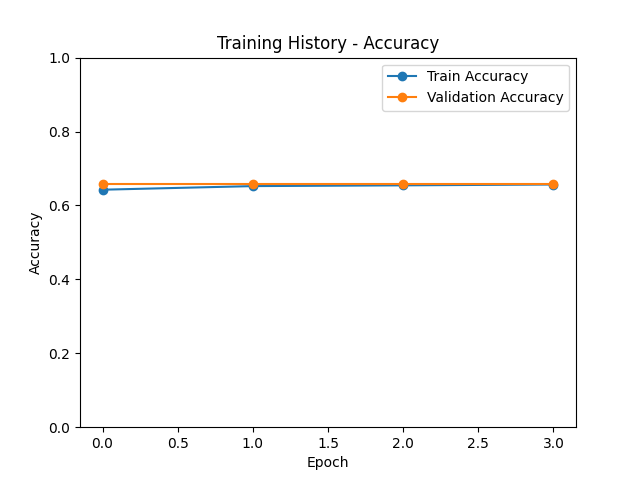 Training History - Accuracy
Train Accuracy
Validation Accuracy
1.0
0.8
0.6
0.4
0.2
0.0
Accuracy
0.0 0.5 1.0 1.5 2.0 2.5 3.0
Epoch